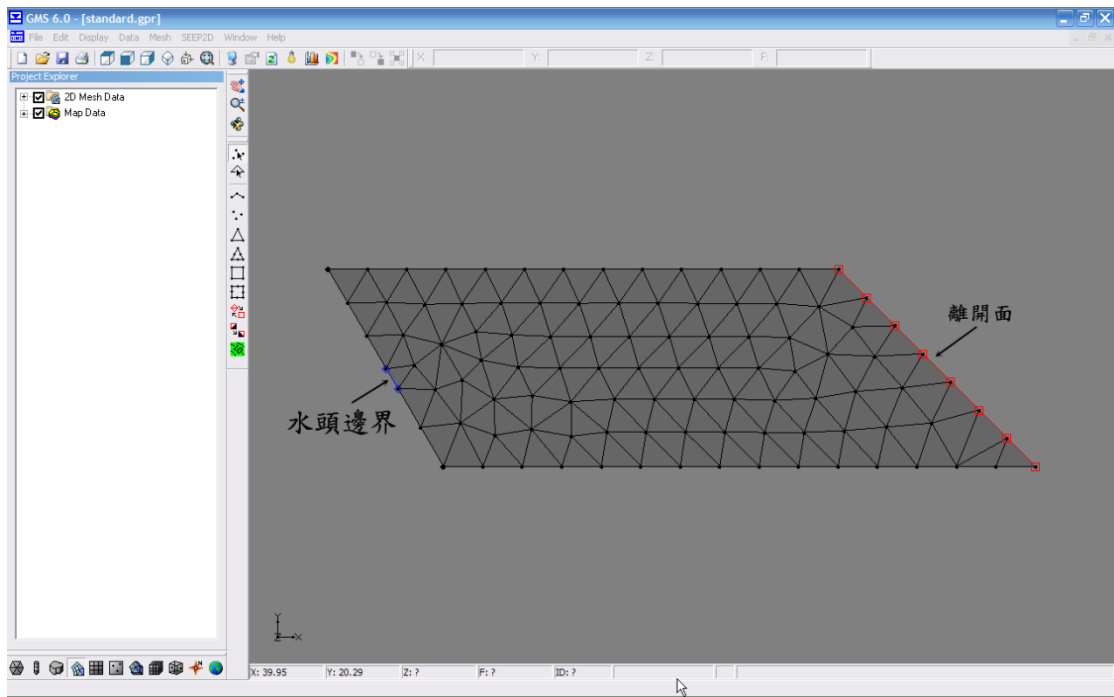 GMS 6.0 - [standard.gpr]
File Edit Display Data Mesh SEEP2D Window Help
X: Y: Z: F:
Project Explorer
2D Mesh Data
Map Data
離開面
水頭邊界
Y
Z X
X: 39.95 Y: 20.29 Z: ? F: ? ID: ?